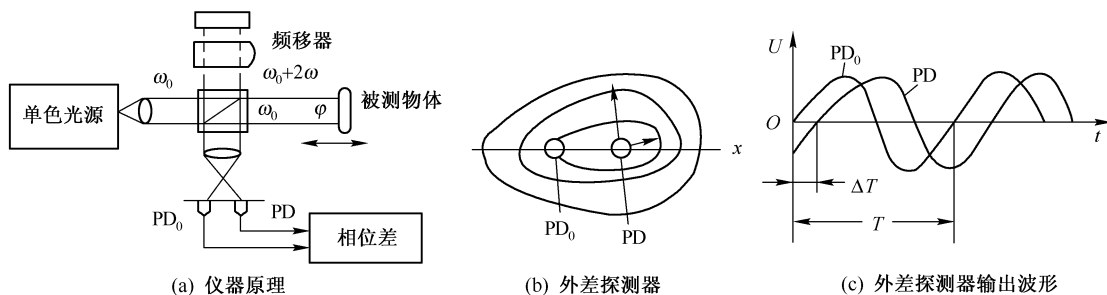 频移器
ω₀
ω₀+2ω
单色光源
ω₀
φ
被测物体
PD₀
PD
相位差
(a) 仪器原理
x
PD₀
PD
(b) 外差探测器
U
PD₀
PD
O
t
ΔT
T
(c) 外差探测器输出波形